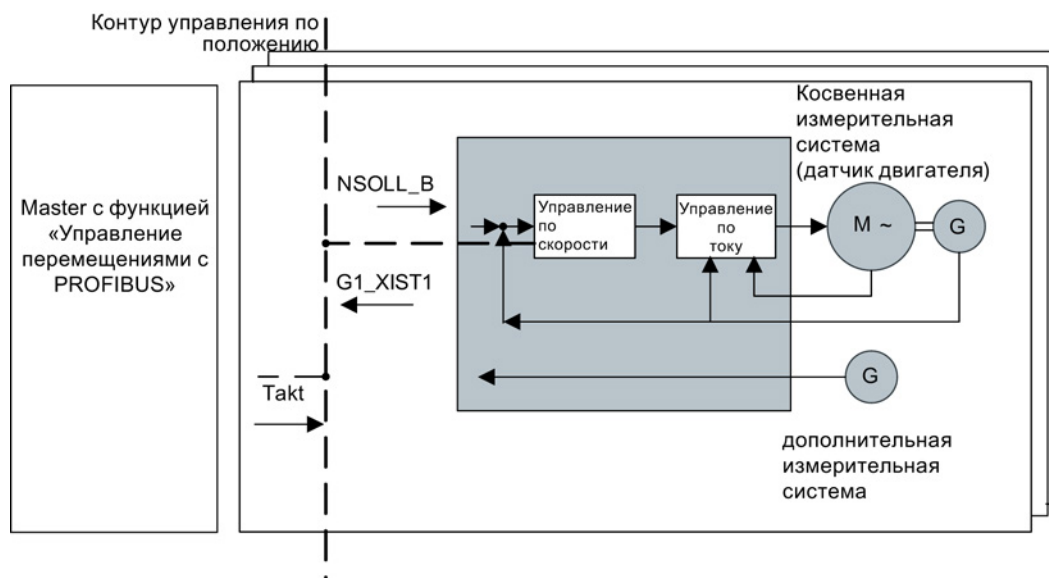 Контур управления по
положению
Master с функцией
«Управление
перемещениями с
PROFIBUS»
NSOLL_B
G1_XIST1
Takt
Управление
по
скорости
Управление
по
току
Косвенная
измерительная
система
(датчик двигателя)
M ~
G
G
дополнительная
измерительная
система